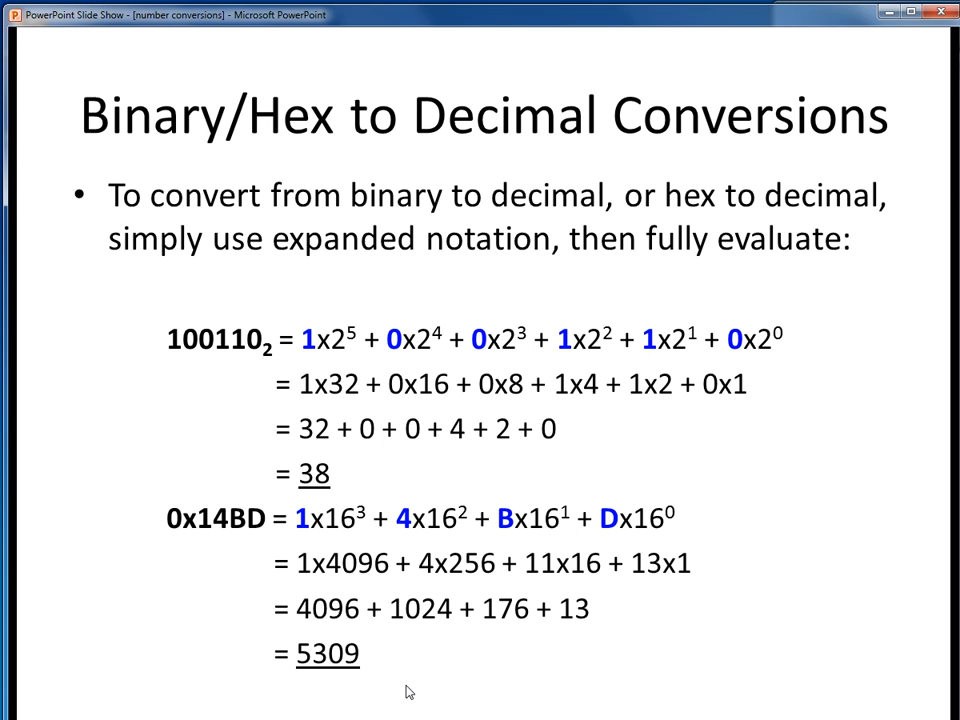 PowerPoint Slide Show - [number conversions] - Microsoft PowerPoint
Binary/Hex to Decimal Conversions
• To convert from binary to decimal, or hex to decimal,
simply use expanded notation, then fully evaluate:
100110₂ = 1x2⁵ + 0x2⁴ + 0x2³ + 1x2² + 1x2¹ + 0x2⁰
= 1x32 + 0x16 + 0x8 + 1x4 + 1x2 + 0x1
= 32 + 0 + 0 + 4 + 2 + 0
= 38
0x14BD = 1x16³ + 4x16² + Bx16¹ + Dx16⁰
= 1x4096 + 4x256 + 11x16 + 13x1
= 4096 + 1024 + 176 + 13
= 5309